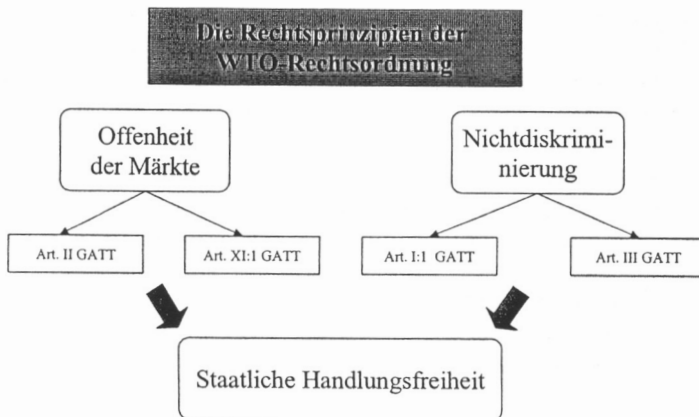 Die Rechtsprinzipien der
WTO-Rechtsordnung
Offenheit
der Märkte
Nichtdiskrimi-
nierung
Art. II GATT
Art. XI:1 GATT
Art. I:1 GATT
Art. III GATT
Staatliche Handlungsfreiheit